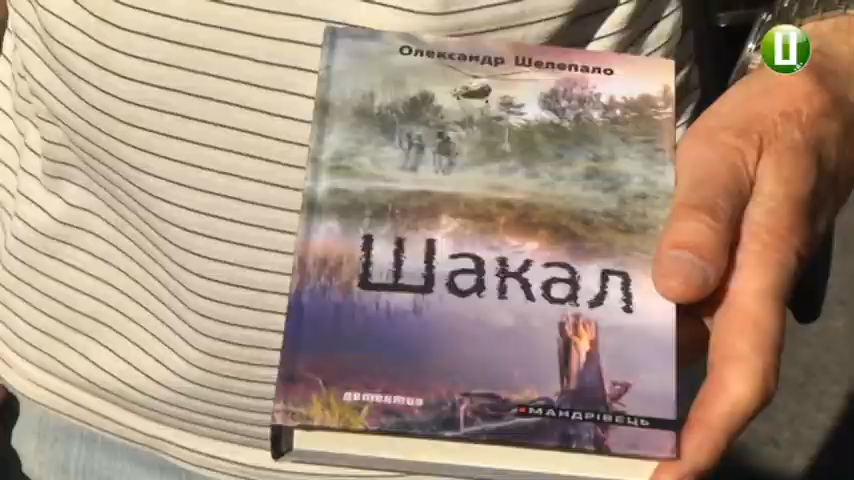 Олександр Шелепало
Шакал
детектив
МАНДРІВЕЦЬ